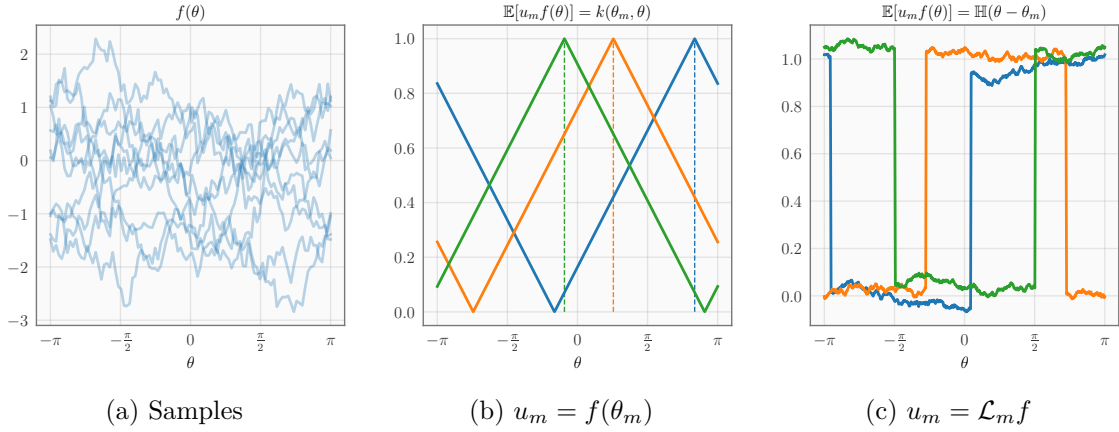 f(θ)
2
1
0
−1
−2
−3
−π
−π/2
0
π/2
π
θ
(a) Samples
𝔼[u_m f(θ)] = k(θ_m, θ)
1.0
0.8
0.6
0.4
0.2
0.0
−π
−π/2
0
π/2
π
θ
(b) u_m = f(θ_m)
𝔼[u_m f(θ)] = ℍ(θ − θ_m)
1.0
0.8
0.6
0.4
0.2
0.0
−π
−π/2
0
π/2
π
θ
(c) u_m = ℒ_m f